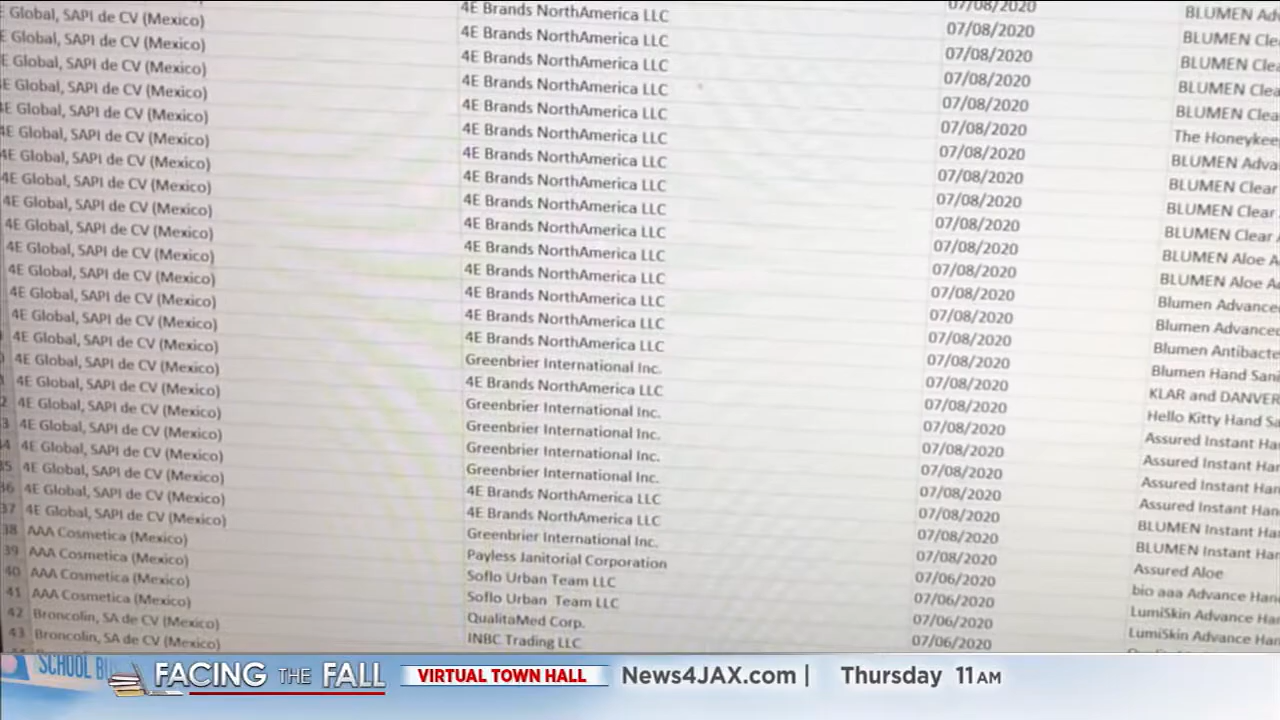 E Global, SAPI de CV (Mexico) 4E Brands NorthAmerica LLC 07/08/2020 BLUMEN Ad
E Global, SAPI de CV (Mexico) 4E Brands NorthAmerica LLC 07/08/2020 BLUMEN Clea
E Global, SAPI de CV (Mexico) 4E Brands NorthAmerica LLC 07/08/2020 BLUMEN Clea
E Global, SAPI de CV (Mexico) 4E Brands NorthAmerica LLC 07/08/2020 BLUMEN Clea
4E Global, SAPI de CV (Mexico) 4E Brands NorthAmerica LLC 07/08/2020 BLUMEN Clear
4E Global, SAPI de CV (Mexico) 4E Brands NorthAmerica LLC 07/08/2020 The Honeykee
4E Global, SAPI de CV (Mexico) 4E Brands NorthAmerica LLC 07/08/2020 BLUMEN Adva
4E Global, SAPI de CV (Mexico) 4E Brands NorthAmerica LLC 07/08/2020 BLUMEN Clear
4E Global, SAPI de CV (Mexico) 4E Brands NorthAmerica LLC 07/08/2020 BLUMEN Clear
4E Global, SAPI de CV (Mexico) 4E Brands NorthAmerica LLC 07/08/2020 BLUMEN Clear
4E Global, SAPI de CV (Mexico) 4E Brands NorthAmerica LLC 07/08/2020 BLUMEN Aloe A
4E Global, SAPI de CV (Mexico) 4E Brands NorthAmerica LLC 07/08/2020 BLUMEN Aloe A
4E Global, SAPI de CV (Mexico) 4E Brands NorthAmerica LLC 07/08/2020 Blumen Advanced
4E Global, SAPI de CV (Mexico) 4E Brands NorthAmerica LLC 07/08/2020 Blumen Advanced
4E Global, SAPI de CV (Mexico) 4E Brands NorthAmerica LLC 07/08/2020 Blumen Antibacte
4E Global, SAPI de CV (Mexico) Greenbrier International Inc. 07/08/2020 Blumen Hand Sani
4E Global, SAPI de CV (Mexico) 4E Brands NorthAmerica LLC 07/08/2020 KLAR and DANVER
2 4E Global, SAPI de CV (Mexico) Greenbrier International Inc. 07/08/2020 Hello Kitty Hand Sa
3 4E Global, SAPI de CV (Mexico) Greenbrier International Inc. 07/08/2020 Assured Instant Han
34 4E Global, SAPI de CV (Mexico) Greenbrier International Inc. 07/08/2020 Assured Instant Han
35 4E Global, SAPI de CV (Mexico) Greenbrier International Inc. 07/08/2020 Assured Instant Han
36 4E Global, SAPI de CV (Mexico) 4E Brands NorthAmerica LLC 07/08/2020 Assured Instant Han
37 4E Global, SAPI de CV (Mexico) 4E Brands NorthAmerica LLC 07/08/2020 BLUMEN Instant Han
38 AAA Cosmetica (Mexico) Greenbrier International Inc. 07/08/2020 BLUMEN Instant Han
39 AAA Cosmetica (Mexico) Payless Janitorial Corporation 07/08/2020 Assured Aloe
40 AAA Cosmetica (Mexico) Soflo Urban Team LLC 07/06/2020 bio aaa Advance Han
41 AAA Cosmetica (Mexico) Soflo Urban Team LLC 07/06/2020 LumiSkin Advance Ha
42 Broncolin, SA de CV (Mexico) QualitaMed Corp. 07/06/2020 LumiSkin Advance Ha
43 Broncolin, SA de CV (Mexico) INBC Trading LLC 07/06/2020
SCHOOL BU FACING THE FALL VIRTUAL TOWN HALL News4JAX.com | Thursday 11 AM